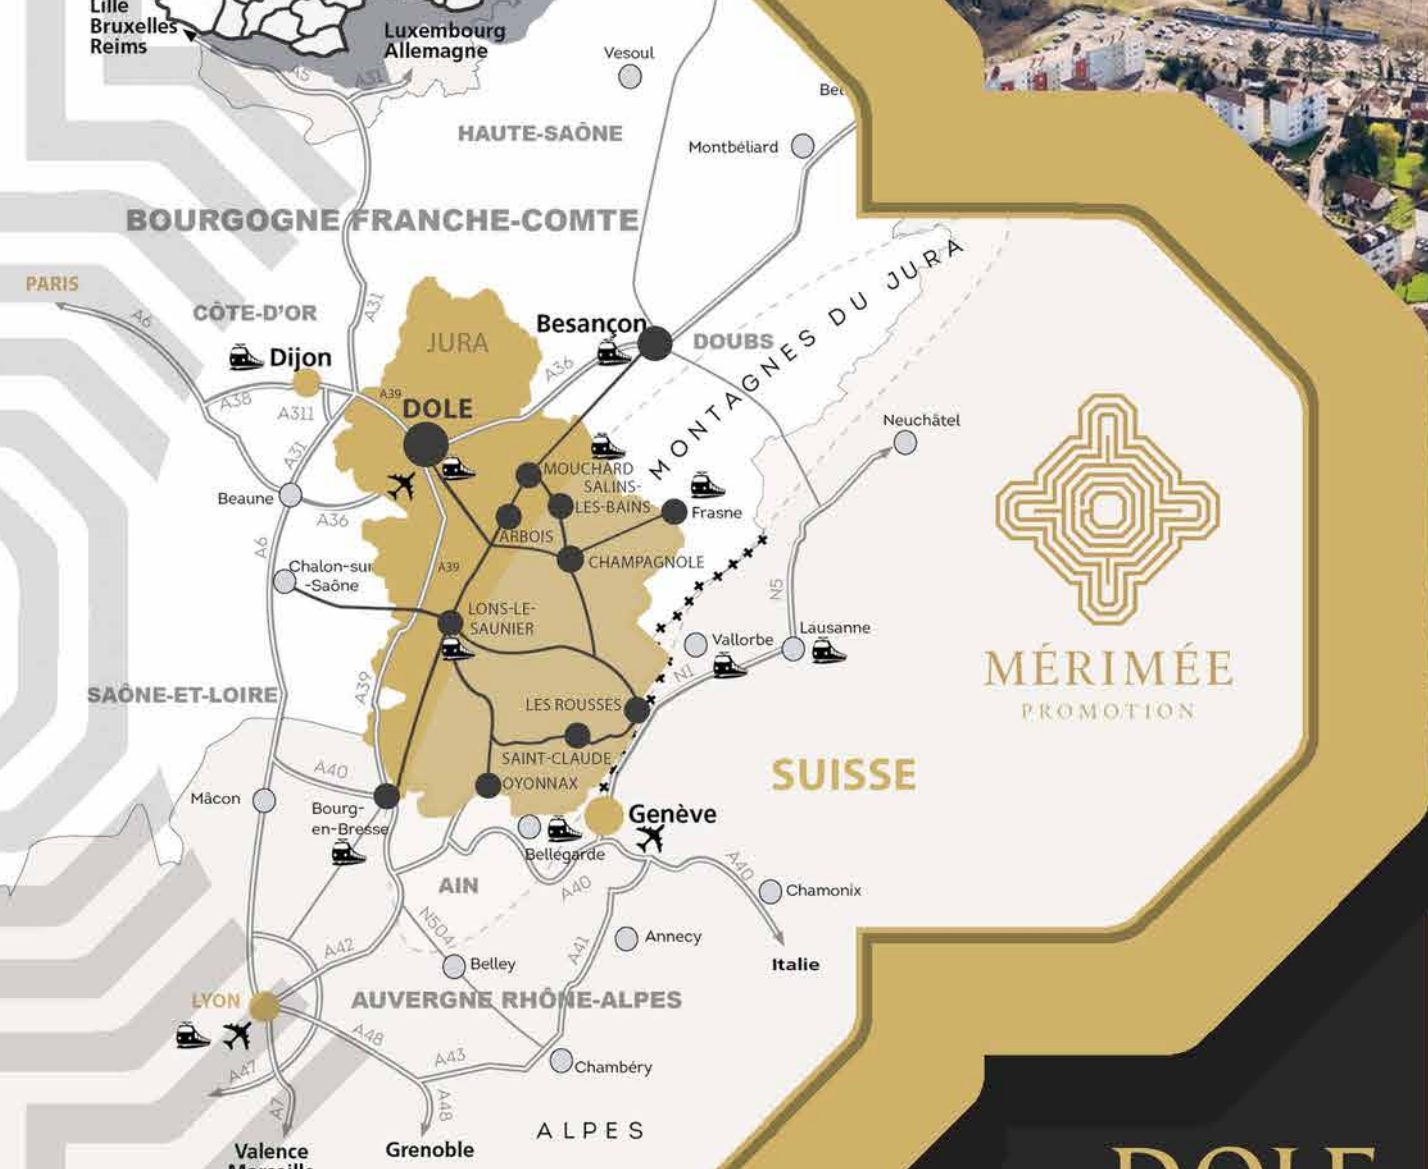 Lille
Bruxelles
Reims
Luxembourg
Allemagne
A5
A31
Vesoul
HAUTE-SAÔNE
Montbéliard
BOURGOGNE FRANCHE-COMTE
PARIS
A6
CÔTE-D'OR
A31
JURA
Besançon
DOUBS
MONTAGNES DU JURA
Dijon
A38
A311
A39
A36
DOLE
A31
Neuchâtel
MOUCHARD
SALINS-
LES-BAINS
Beaune
A36
Frasne
ARBOIS
A6
CHAMPAGNOLE
Chalon-sur
-Saône
A39
N5
LONS-LE-
SAUNIER
Lausanne
Vallorbe
N1
MÉRIMÉE
PROMOTION
SAÔNE-ET-LOIRE
A39
LES ROUSSES
SAINT-CLAUDE
OYONNAX
SUISSE
A40
Mâcon
Bourg-
en-Bresse
Genève
Bellegarde
AIN
A40
A40
Chamonix
N504
A42
A41
Annecy
Belley
Italie
LYON
AUVERGNE RHÔNE-ALPES
A48
A43
A47
Chambéry
A7
A48
ALPES
Valence
Marseille
Grenoble
DOLE